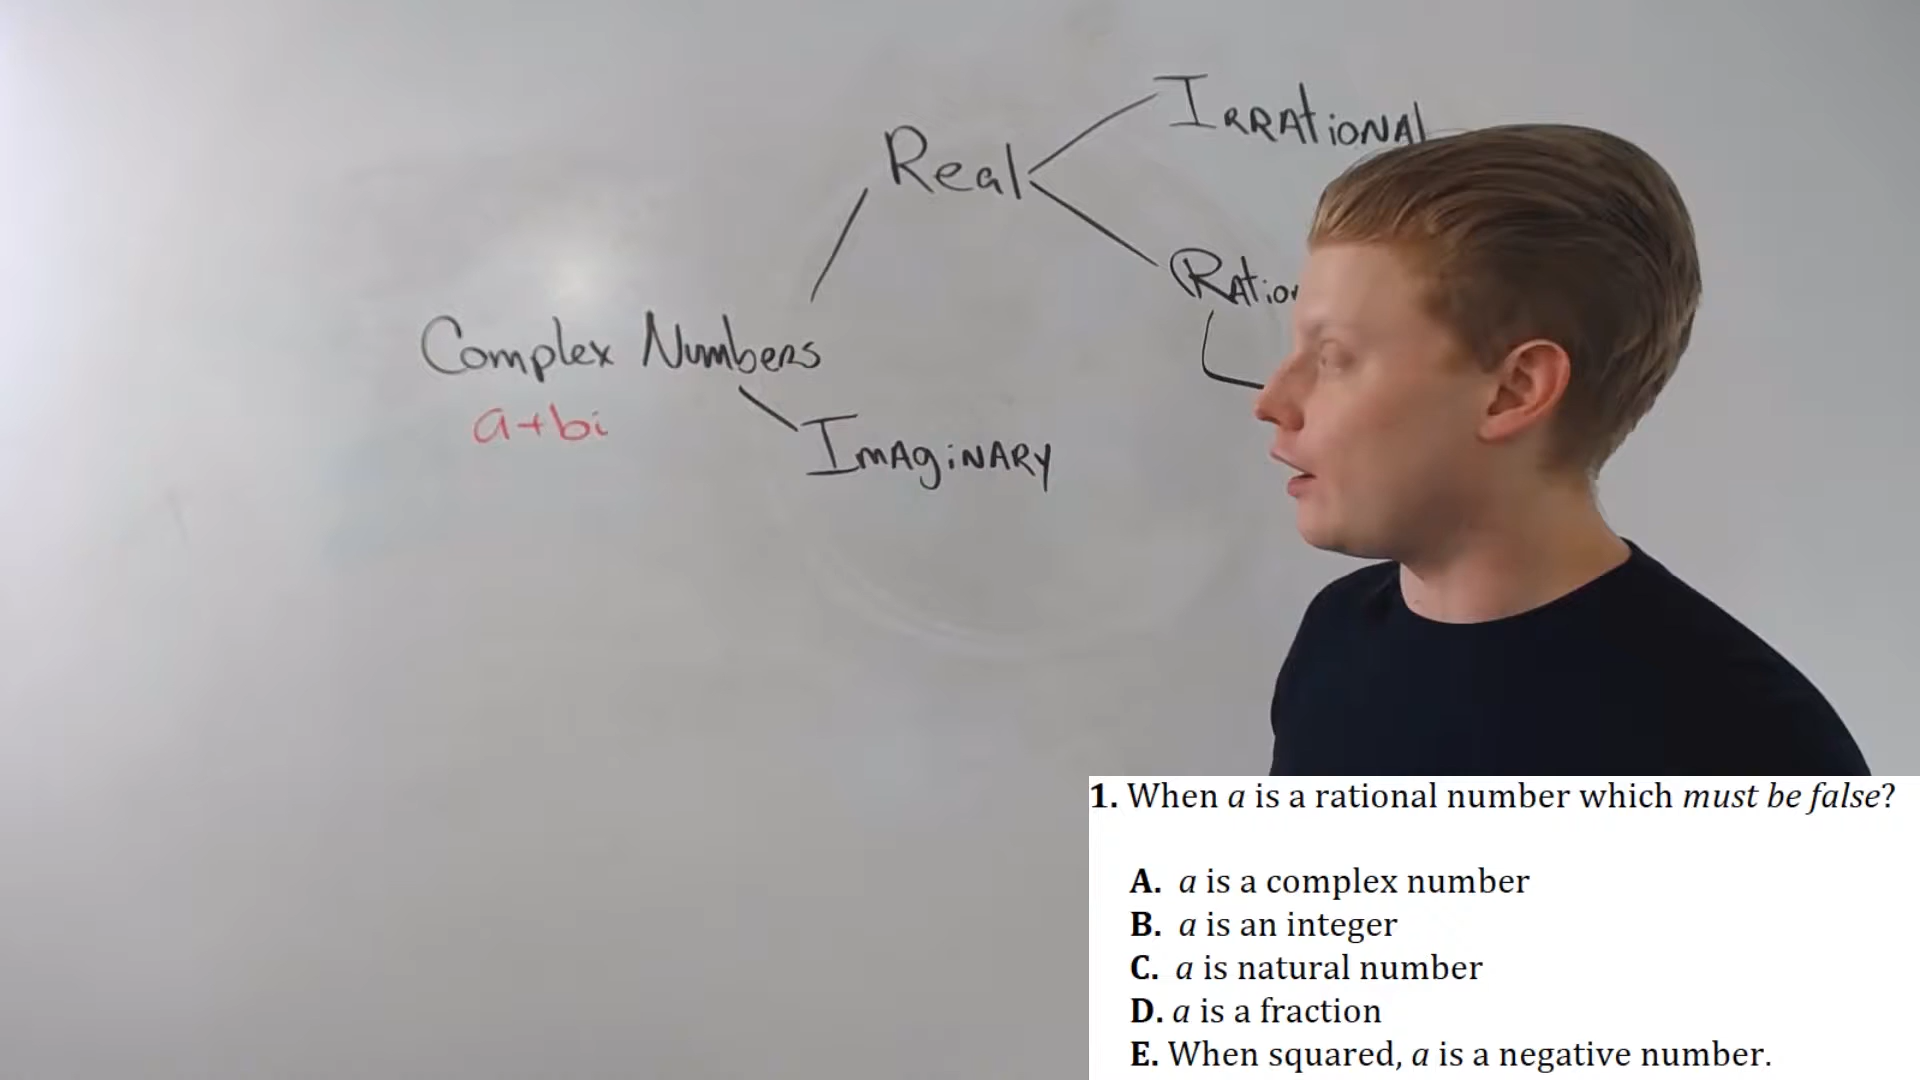 Irrational
Real
Complex Numbers
a+bi
Imaginary
1. When a is a rational number which must be false?
A. a is a complex number
B. a is an integer
C. a is natural number
D. a is a fraction
E. When squared, a is a negative number.